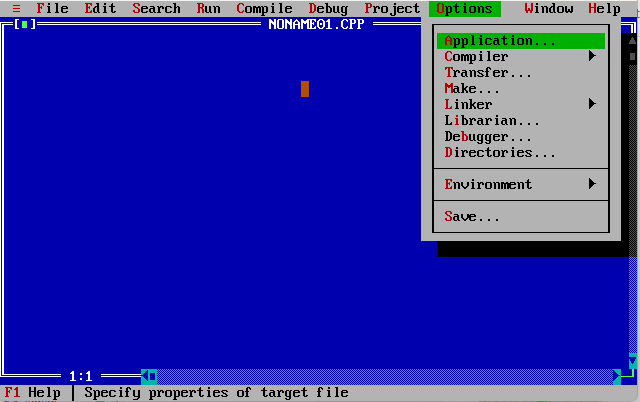 ≡ File Edit Search Run Compile Debug Project Options Window Help
[■] NONAME01.CPP
Application...
Compiler ►
Transfer...
Make...
Linker ►
Librarian...
Debugger...
Directories...
Environment ►
Save...
1:1
F1 Help │ Specify properties of target file